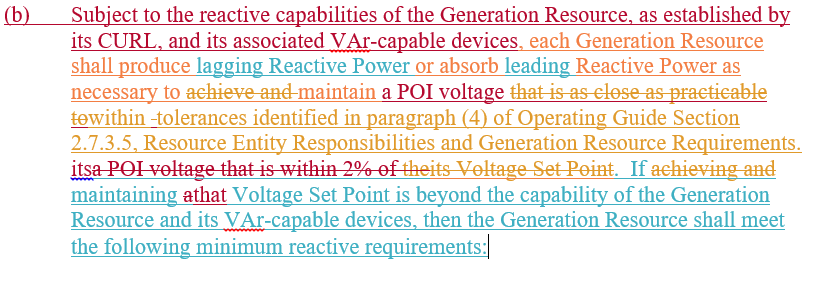 (b) Subject to the reactive capabilities of the Generation Resource, as established by
its CURL, and its associated VAr-capable devices, each Generation Resource
shall produce lagging Reactive Power or absorb leading Reactive Power as
necessary to achieve and maintain a POI voltage that is as close as practicable
towithin -tolerances identified in paragraph (4) of Operating Guide Section
2.7.3.5, Resource Entity Responsibilities and Generation Resource Requirements.
itsa POI voltage that is within 2% of theits Voltage Set Point. If achieving and
maintaining athat Voltage Set Point is beyond the capability of the Generation
Resource and its VAr-capable devices, then the Generation Resource shall meet
the following minimum reactive requirements: